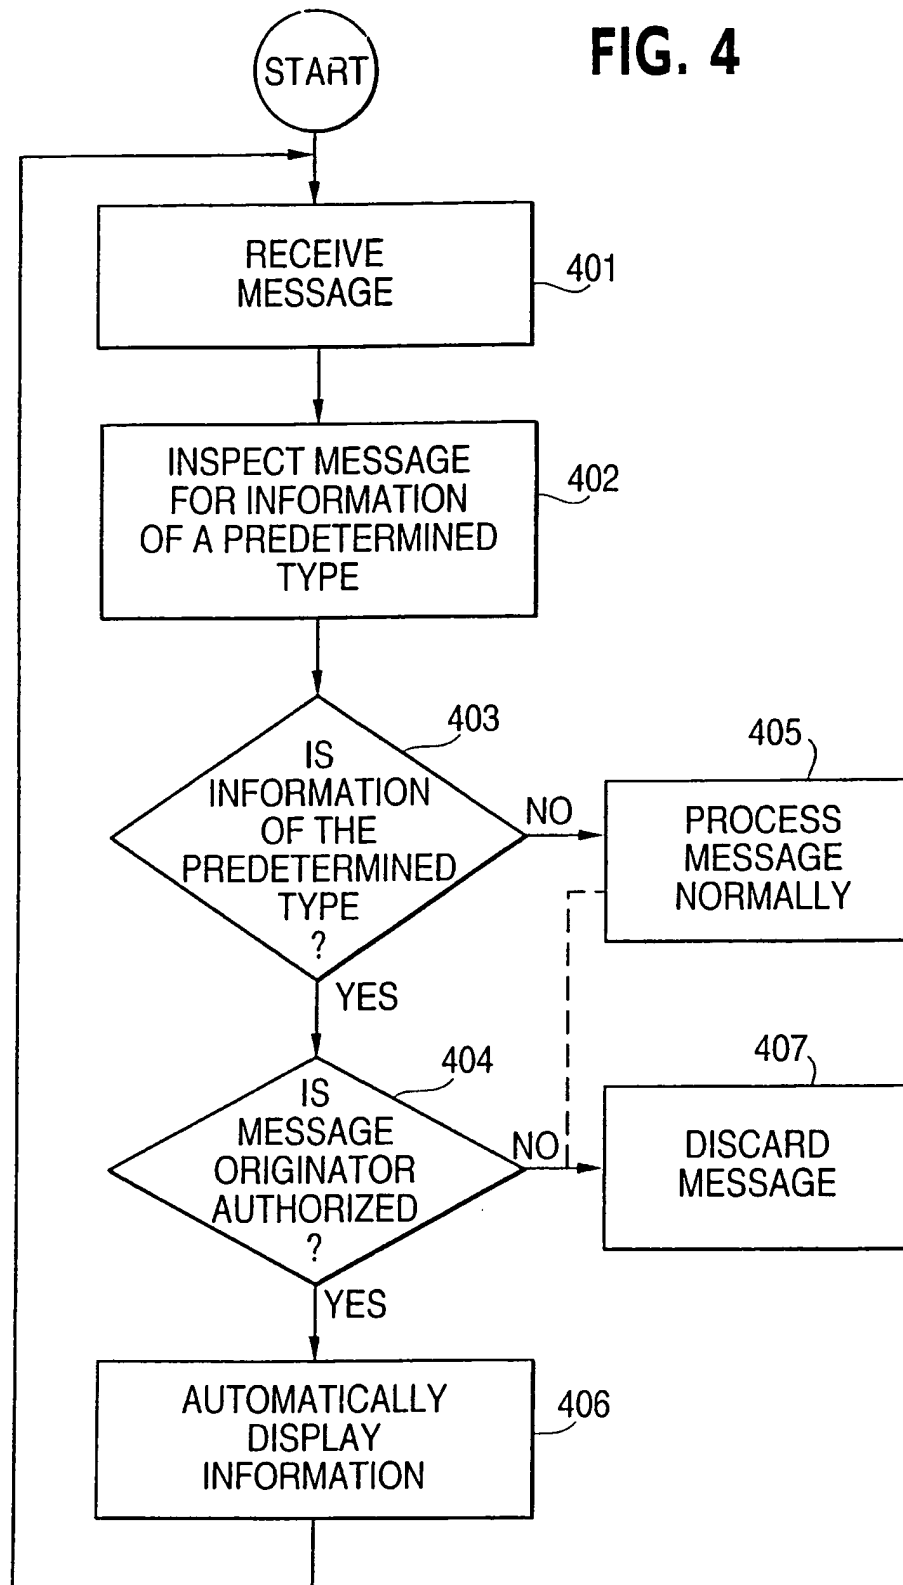 FIG. 4
START
RECEIVE
MESSAGE
401
INSPECT MESSAGE
FOR INFORMATION
OF A PREDETERMINED
TYPE
402
403
IS
INFORMATION
OF THE
PREDETERMINED
TYPE
?
NO
405
PROCESS
MESSAGE
NORMALLY
YES
404
IS
MESSAGE
ORIGINATOR
AUTHORIZED
?
NO
407
DISCARD
MESSAGE
YES
AUTOMATICALLY
DISPLAY
INFORMATION
406